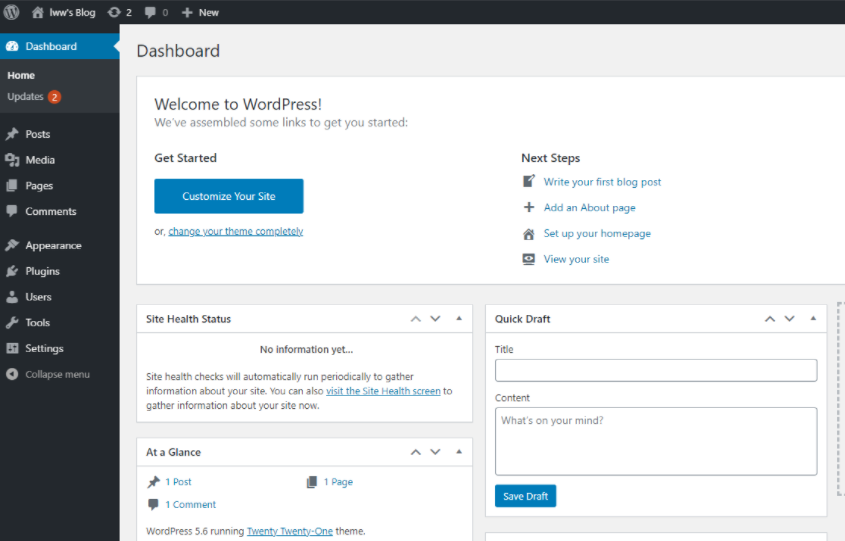 lww's Blog 2 0 New
Dashboard
Home
Updates 2
Posts
Media
Pages
Comments
Appearance
Plugins
Users
Tools
Settings
Collapse menu
Dashboard
Welcome to WordPress!
We've assembled some links to get you started:
Get Started
Customize Your Site
or, change your theme completely
Next Steps
Write your first blog post
Add an About page
Set up your homepage
View your site
Site Health Status
No information yet...
Site health checks will automatically run periodically to gather
information about your site. You can also visit the Site Health screen to
gather information about your site now.
At a Glance
1 Post 1 Page
1 Comment
WordPress 5.6 running Twenty Twenty-One theme.
Quick Draft
Title
Content
What's on your mind?
Save Draft